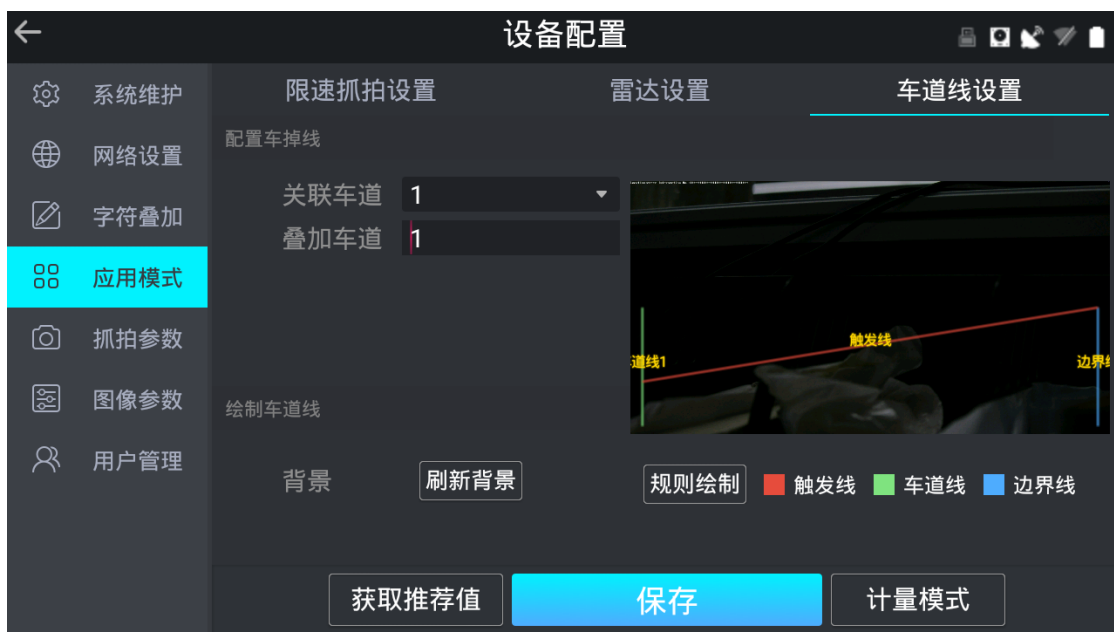 设备配置
系统维护
网络设置
字符叠加
应用模式
抓拍参数
图像参数
用户管理
限速抓拍设置 雷达设置 车道线设置
配置车掉线
关联车道 1
叠加车道 1
触发线
道线1
边界
绘制车道线
背景 刷新背景 规则绘制 触发线 车道线 边界线
获取推荐值 保存 计量模式